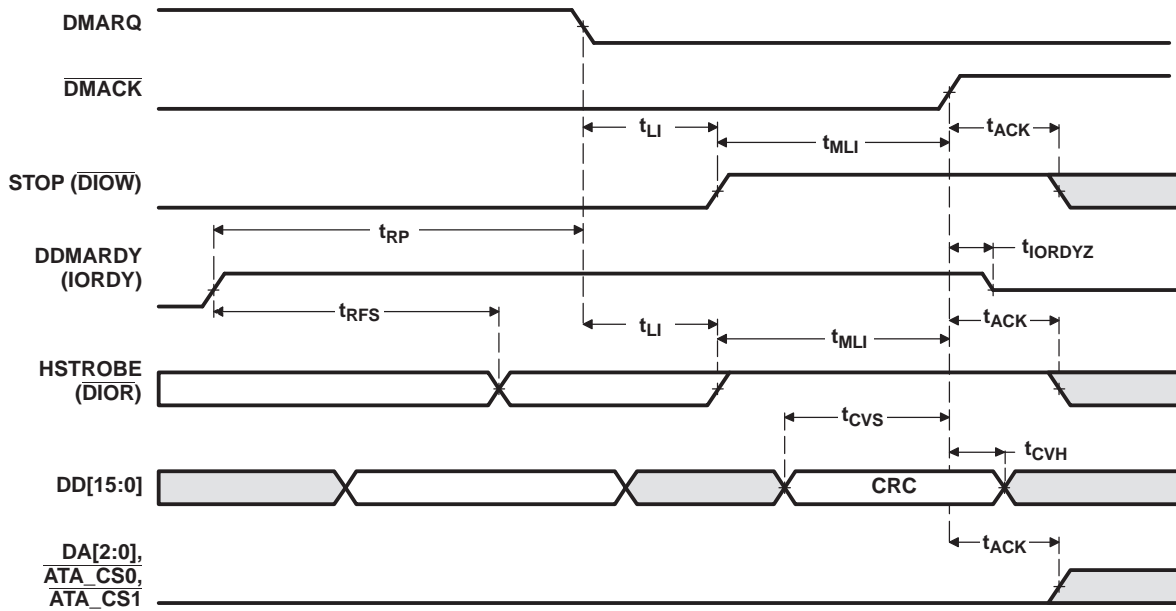 DMARQ
DMACK
tLI
tACK
tMLI
STOP (DIOW)
tRP
tIORDYZ
DDMARDY
(IORDY)
tRFS
tLI
tACK
tMLI
HSTROBE
(DIOR)
tCVS
tCVH
DD[15:0]
CRC
DA[2:0],
ATA_CS0,
ATA_CS1
tACK